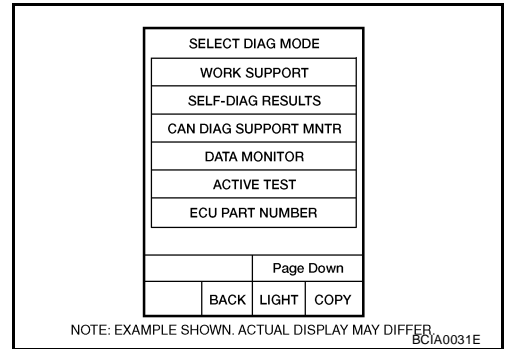 SELECT DIAG MODE
WORK SUPPORT
SELF-DIAG RESULTS
CAN DIAG SUPPORT MNTR
DATA MONITOR
ACTIVE TEST
ECU PART NUMBER
Page Down
BACK LIGHT COPY
NOTE: EXAMPLE SHOWN. ACTUAL DISPLAY MAY DIFFER.
BCIA0031E